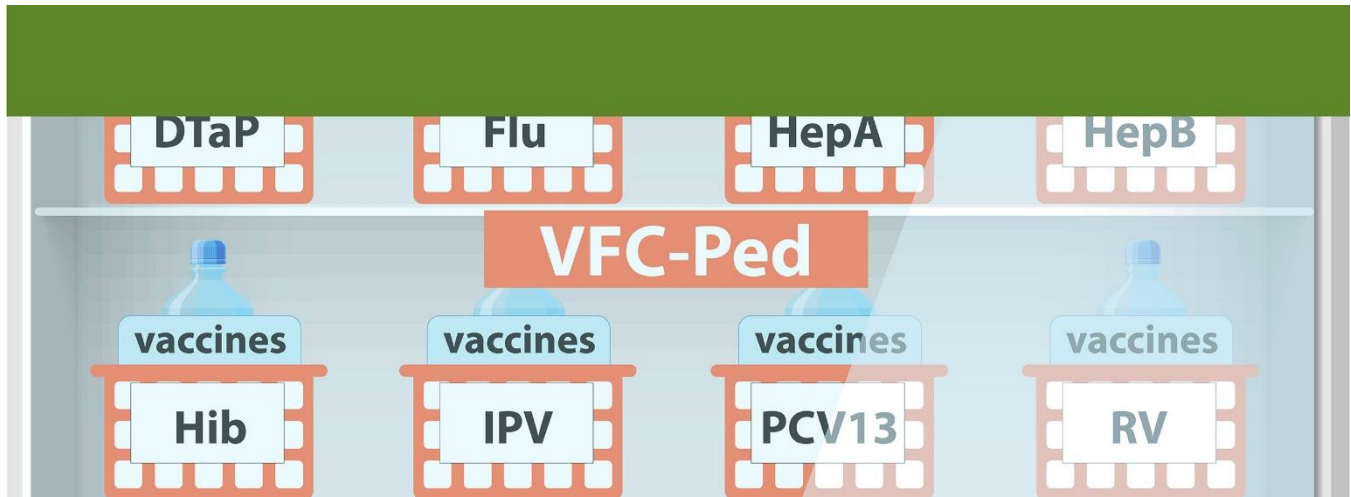 DTaP Flu HepA HepB
VFC-Ped
vaccines vaccines vaccines vaccines
Hib IPV PCV13 RV